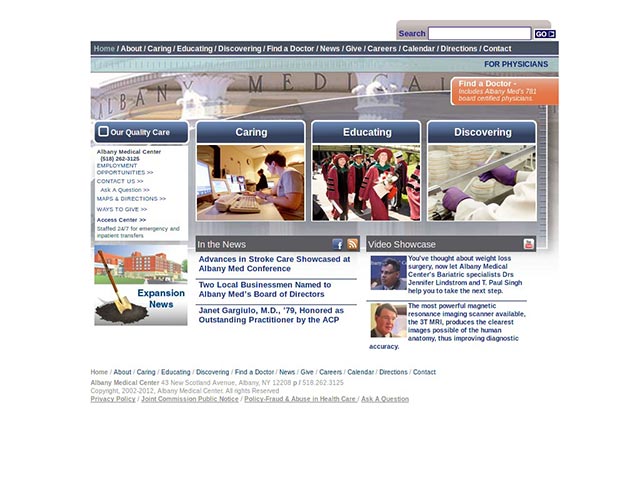 Search GO >
Home / About / Caring / Educating / Discovering / Find a Doctor / News / Give / Careers / Calendar / Directions / Contact
FOR PHYSICIANS
ALBANY MEDICAL
Find a Doctor -
Includes Albany Med's 781
board certified physicians
Our Quality Care
Caring
Educating
Discovering
Albany Medical Center
(518) 262-3125
EMPLOYMENT
OPPORTUNITIES >>
CONTACT US >>
Ask A Question >>
MAPS & DIRECTIONS >>
WAYS TO GIVE >>
Access Center >>
Staffed 24/7 for emergency and
inpatient transfers
Expansion
News
In the News
Advances in Stroke Care Showcased at
Albany Med Conference
Two Local Businessmen Named to
Albany Med's Board of Directors
Janet Gargiulo, M.D., '79, Honored as
Outstanding Practitioner by the ACP
Video Showcase
You've thought about weight loss
surgery, now let Albany Medical
Center's Bariatric specialists Drs
Jennifer Lindstrom and T. Paul Singh
help you to take the next step.
The most powerful magnetic
resonance imaging scanner available,
the 3T MRI, produces the clearest
images possible of the human
anatomy, thus improving diagnostic
accuracy.
Home / About / Caring / Educating / Discovering / Find a Doctor / News / Give / Careers / Calendar / Directions / Contact
Albany Medical Center 43 New Scotland Avenue, Albany, NY 12208 p / 518.262.3125
Copyright, 2002-2012, Albany Medical Center. All rights Reserved
Privacy Policy / Joint Commission Public Notice / Policy-Fraud & Abuse in Health Care / Ask A Question